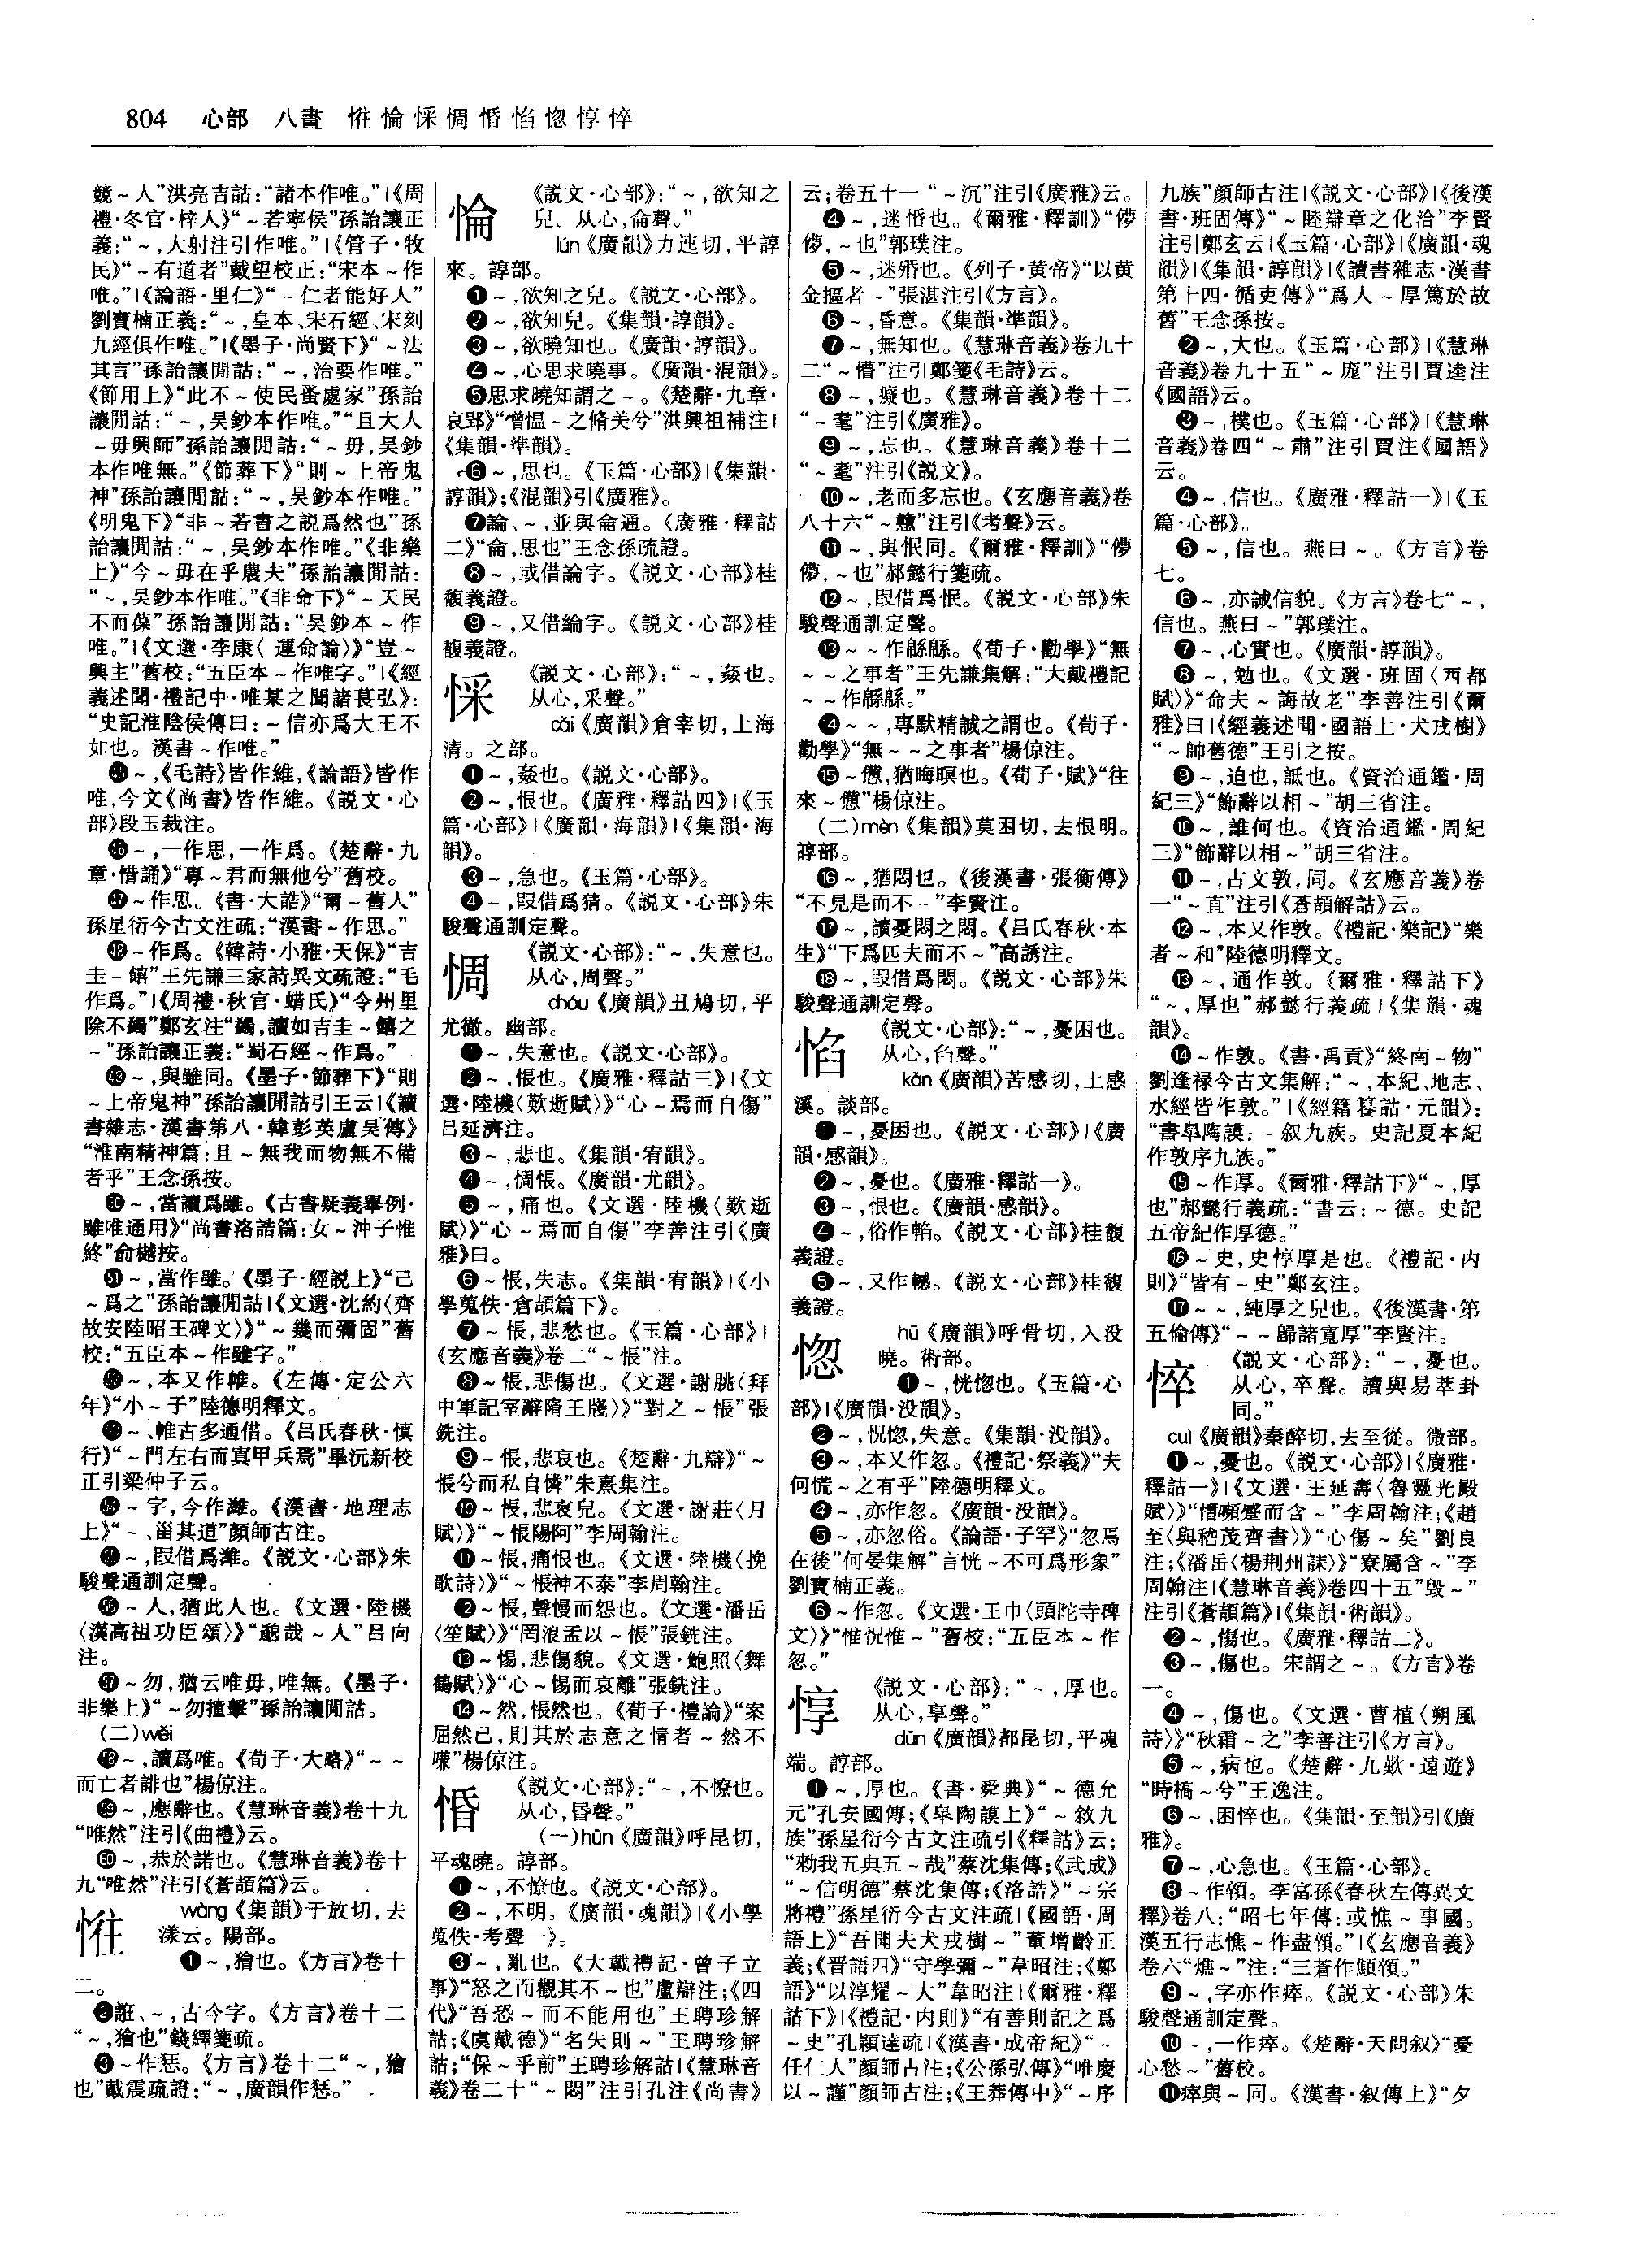 804 心部 八畫 惟惀婇惆惛惂惚惇悴
競～人”洪亮吉詁：“諸本作唯。”|《周
禮·冬官·梓人》“～若寧侯”孫詒讓正
義：“～，大射注引作唯。”|《管子·牧
民》“～有道者”戴望校正：“宋本～作
唯。”|《論語·里仁》“～仁者能好人”
劉寶楠正義：“～，皇本、宋石經、宋刻
九經俱作唯。”|《墨子·尚賢下》“～法
其言”孫詒讓閒詁：“～，治要作唯。”
《節用上》“此不～使民蚤處家”孫詒
讓閒詁：“～，吳鈔本作唯。”“且大人
～毋興師”孫詒讓閒詁：“～毋，吳鈔
本作唯無。”《節葬下》“則～上帝鬼
神”孫詒讓閒詁：“～，吳鈔本作唯。”
《明鬼下》“非～若書之説爲然也”孫
詒讓閒詁：“～，吳鈔本作唯。”《非樂
上》“今～毋在乎農夫”孫詒讓閒詁：
“～，吳鈔本作唯。”《非命下》“～天民
不而葆”孫詒讓閒詁：“吳鈔本～作
唯。”|《文選·李康〈運命論〉》“豈～
興主”舊校：“五臣本～作唯字。”|《經
義述聞·禮記中·唯某之聞諸萇弘》：
“史記淮陰侯傳曰：～信亦爲大王不
如也。漢書～作唯。”
㊺～，《毛詩》皆作維，《論語》皆作
唯，今文《尚書》皆作維。《説文·心
部》段玉裁注。
㊻～，一作思，一作爲。《楚辭·九
章·惜誦》“專～君而無他兮”舊校。
㊼～作思。《書·大誥》“爾～舊人”
孫星衍今古文注疏：“漢書～作思。”
㊽～作爲。《韓詩·小雅·天保》“吉
圭～饎”王先謙三家詩異文疏證：“毛
作爲。”|《周禮·秋官·蜡氏》“令州里
除不蠲”鄭玄注“蠲，讀如吉圭～饎之
～”孫詒讓正義：“蜀石經～作爲。”
㊾～，與雖同。《墨子·節葬下》“則
～上帝鬼神”孫詒讓閒詁引王云|《讀
書雜志·漢書第八·韓彭英盧吳傳》
“淮南精神篇：且～無我而物無不備
者乎”王念孫按。
㊿～，當讀爲雖。《古書疑義舉例·
雖唯通用》“尚書洛誥篇：女～沖子惟
終”俞樾按。
51～，當作雖。《墨子·經説上》“己
～爲之”孫詒讓閒詁|《文選·沈約〈齊
故安陸昭王碑文〉》“～幾而彌固”舊
校：“五臣本～作雖字。”
52～，本又作帷。《左傳·定公六
年》“小～子”陸德明釋文。
53～、帷古多通借。《呂氏春秋·慎
行》“～門左右而寘甲兵焉”畢沅新校
正引梁仲子云。
54～字，今作濰。《漢書·地理志
上》“～、甾其道”顏師古注。
55～，叚借爲濰。《説文·心部》朱
駿聲通訓定聲。
56～人，猶此人也。《文選·陸機
〈漢高祖功臣頌〉》“邈哉～人”呂向
注。
57～勿，猶云唯毋，唯無。《墨子·
非樂上》“～勿撞擊”孫詒讓閒詁。
(二)wěi
58～，讀爲唯。《荀子·大略》“～～
而亡者誹也”楊倞注。
59～，應辭也。《慧琳音義》卷十九
“唯然”注引《曲禮》云。
60～，恭於諾也。《慧琳音義》卷十
九“唯然”注引《蒼頡篇》云。
wàng《集韻》于放切，去
漾云。陽部。
❶～，獪也。《方言》卷十
二。
❷誑、～，古今字。《方言》卷十二
“～，獪也”錢繹箋疏。
❸～作惩。《方言》卷十二“～，獪
也”戴震疏證：“～，廣韻作惩。”
惀
《説文·心部》：“～，欲知之
皃。从心，侖聲。”
lún《廣韻》力迍切，平諄
來。諄部。
❶～，欲知之皃。《説文·心部》。
❷～，欲知皃。《集韻·諄韻》。
❸～，欲曉知也。《廣韻·諄韻》。
❹～，心思求曉事。《廣韻·混韻》。
❺思求曉知謂之～。《楚辭·九章·
哀郢》“憎愠～之脩美兮”洪興祖補注|
《集韻·準韻》。
❻～，思也。《玉篇·心部》|《集韻·
諄韻》；《混韻》引《廣雅》。
❼論、～，並與侖通。《廣雅·釋詁
二》“侖，思也”王念孫疏證。
❽～，或借論字。《説文·心部》桂
馥義證。
❾～，又借綸字。《説文·心部》桂
馥義證。
婇
《説文·心部》：“～，姦也。
从心，采聲。”
cǎi《廣韻》倉宰切，上海
清。之部。
❶～，姦也。《説文·心部》。
❷～，恨也。《廣雅·釋詁四》|《玉
篇·心部》|《廣韻·海韻》|《集韻·海
韻》。
❸～，急也。《玉篇·心部》。
❹～，叚借爲猜。《説文·心部》朱
駿聲通訓定聲。
惆
《説文·心部》：“～，失意也。
从心，周聲。”
chóu《廣韻》丑鳩切，平
尤徹。幽部。
❶～，失意也。《説文·心部》。
❷～，悵也。《廣雅·釋詁三》|《文
選·陸機〈歎逝賦〉》“心～焉而自傷”
呂延濟注。
❸～，悲也。《集韻·宥韻》。
❹～，惆悵。《廣韻·尤韻》。
❺～，痛也。《文選·陸機〈歎逝
賦〉》“心～焉而自傷”李善注引《廣
雅》曰。
❻～悵，失志。《集韻·宥韻》|《小
學蒐佚·倉頡篇下》。
❼～悵，悲愁也。《玉篇·心部》|
《玄應音義》卷二“～悵”注。
❽～悵，悲傷也。《文選·謝朓〈拜
中軍記室辭隋王牋〉》“對之～悵”張
銑注。
❾～悵，悲哀也。《楚辭·九辯》“～
悵兮而私自憐”朱熹集注。
❿～悵，悲哀皃。《文選·謝莊〈月
賦〉》“～悵陽阿”李周翰注。
⓫～悵，痛恨也。《文選·陸機〈挽
歌詩〉》“～悵神不泰”李周翰注。
⓬～悵，聲慢而怨也。《文選·潘岳
〈笙賦〉》“罔浪孟以～悵”張銑注。
⓭～惕，悲傷貌。《文選·鮑照〈舞
鶴賦〉》“心～惕而哀離”張銑注。
⓮～然，悵然也。《荀子·禮論》“案
屈然已，則其於志意之情者～然不
嗛”楊倞注。
惛
《説文·心部》：“～，不憭也。
从心，昏聲。”
(一)hūn《廣韻》呼昆切，
平魂曉。諄部。
❶～，不憭也。《説文·心部》。
❷～，不明。《廣韻·魂韻》|《小學
蒐佚·考聲一》。
❸～，亂也。《大戴禮記·曾子立
事》“怒之而觀其不～也”盧辯注；《四
代》“吾恐～而不能用也”王聘珍解
詁；《虞戴德》“名失則～”王聘珍解
詁；“保～乎前”王聘珍解詁|《慧琳音
義》卷二十“～悶”注引孔注《尚書》
云；卷五十一“～沉”注引《廣雅》云。
❹～，迷惛也。《爾雅·釋訓》“儚
儚，～也”郭璞注。
❺～，迷殙也。《列子·黃帝》“以黄
金摳者～”張湛注引《方言》。
❻～，昏意。《集韻·準韻》。
❼～，無知也。《慧琳音義》卷九十
二“～懵”注引鄭箋《毛詩》云。
❽～，癡也。《慧琳音義》卷十二
“～耄”注引《廣雅》。
❾～，忘也。《慧琳音義》卷十二
“～耄”注引《説文》。
❿～，老而多忘也。《玄應音義》卷
八十六“～戇”注引《考聲》云。
⓫～，與怋同。《爾雅·釋訓》“儚
儚，～也”郝懿行箋疏。
⓬～，叚借爲怋。《説文·心部》朱
駿聲通訓定聲。
⓭～～作緜緜。《荀子·勸學》“無
～～之事者”王先謙集解：“大戴禮記
～～作緜緜。”
⓮～～，專默精誠之謂也。《荀子·
勸學》“無～～之事者”楊倞注。
⓯～憊，猶晦暝也。《荀子·賦》“往
來～憊”楊倞注。
(二)mèn《集韻》莫困切，去恨明。
諄部。
⓰～，猶悶也。《後漢書·張衡傳》
“不見是而不～”李賢注。
⓱～，讀憂悶之悶。《呂氏春秋·本
生》“下爲匹夫而不～”高誘注。
⓲～，叚借爲悶。《説文·心部》朱
駿聲通訓定聲。
惂
《説文·心部》：“～，憂困也。
从心，臽聲。”
kǎn《廣韻》苦感切，上感
溪。談部。
❶～，憂困也。《説文·心部》|《廣
韻·感韻》。
❷～，憂也。《廣雅·釋詁一》。
❸～，恨也。《廣韻·感韻》。
❹～，俗作輡。《説文·心部》桂馥
義證。
❺～，又作轗。《説文·心部》桂馥
義證。
惚
hū《廣韻》呼骨切，入没
曉。術部。
❶～，恍惚也。《玉篇·心
部》|《廣韻·没韻》。
❷～，怳惚，失意。《集韻·没韻》。
❸～，本又作忽。《禮記·祭義》“夫
何慌～之有乎”陸德明釋文。
❹～，亦作忽。《廣韻·没韻》。
❺～，亦忽俗。《論語·子罕》“忽焉
在後”何晏集解“言恍～不可爲形象”
劉寶楠正義。
❻～作忽。《文選·王巾〈頭陀寺碑
文〉》“惟怳惟～”舊校：“五臣本～作
忽。”
惇
《説文·心部》：“～，厚也。
从心，享聲。”
dūn《廣韻》都昆切，平魂
端。諄部。
❶～，厚也。《書·舜典》“～德允
元”孔安國傳；《皋陶謨上》“～敘九
族”孫星衍今古文注疏引《釋詁》云；
“勑我五典五～哉”蔡沈集傳；《武成》
“～信明德”蔡沈集傳；《洛誥》“～宗
將禮”孫星衍今古文注疏|《國語·周
語上》“吾聞夫犬戎樹～”董增齡正
義；《晉語四》“守學彌～”韋昭注；《鄭
語》“以淳耀～大”韋昭注|《爾雅·釋
詁下》|《禮記·内則》“有善則記之爲
～史”孔穎達疏|《漢書·成帝紀》“～
任仁人”顏師古注；《公孫弘傳》“唯慶
以～謹”顏師古注；《王莽傳中》“～序
九族”顏師古注|《説文·心部》|《後漢
書·班固傳》“～睦辯章之化洽”李賢
注引鄭玄云|《玉篇·心部》|《廣韻·魂
韻》|《集韻·諄韻》|《讀書雜志·漢書
第十四·循吏傳》“爲人～厚篤於故
舊”王念孫按。
❷～，大也。《玉篇·心部》|《慧琳
音義》卷九十五“～庬”注引賈逵注
《國語》云。
❸～，樸也。《玉篇·心部》|《慧琳
音義》卷四“～肅”注引賈注《國語》
云。
❹～，信也。《廣雅·釋詁一》|《玉
篇·心部》。
❺～，信也。燕曰～。《方言》卷
七。
❻～，亦誠信貌。《方言》卷七“～，
信也。燕曰～”郭璞注。
❼～，心實也。《廣韻·諄韻》。
❽～，勉也。《文選·班固〈西都
賦〉》“命夫～誨故老”李善注引《爾
雅》曰|《經義述聞·國語上·犬戎樹》
“～帥舊德”王引之按。
❾～，迫也，詆也。《資治通鑑·周
紀三》“飾辭以相～”胡三省注。
❿～，誰何也。《資治通鑑·周紀
三》“飾辭以相～”胡三省注。
⓫～，古文敦，同。《玄應音義》卷
一“～直”注引《蒼頡解詁》云。
⓬～，本又作敦。《禮記·樂記》“樂
者～和”陸德明釋文。
⓭～，通作敦。《爾雅·釋詁下》
“～，厚也”郝懿行義疏|《集韻·魂
韻》。
⓮～作敦。《書·禹貢》“終南～物”
劉逢禄今古文集解：“～，本紀、地志、
水經皆作敦。”|《經籍籑詁·元韻》：
“書皋陶謨：～叙九族。史記夏本紀
作敦序九族。”
⓯～作厚。《爾雅·釋詁下》“～，厚
也”郝懿行義疏：“書云：～德。史記
五帝紀作厚德。”
⓰～史，史惇厚是也。《禮記·内
則》“皆有～史”鄭玄注。
⓱～～，純厚之皃也。《後漢書·第
五倫傳》“～～歸諸寬厚”李賢注。
悴
《説文·心部》：“～，憂也。
从心，卒聲。讀與易萃卦
同。”
cuì《廣韻》秦醉切，去至從。微部。
❶～，憂也。《説文·心部》|《廣雅·
釋詁一》|《文選·王延壽〈魯靈光殿
賦〉》“憯嚬蹙而含～”李周翰注；《趙
至〈與嵇茂齊書〉》“心傷～矣”劉良
注；《潘岳〈楊荆州誄〉》“寮屬含～”李
周翰注|《慧琳音義》卷四十五“毁～”
注引《蒼頡篇》|《集韻·術韻》。
❷～，傷也。《廣雅·釋詁二》。
❸～，傷也。宋謂之～。《方言》卷
一。
❹～，傷也。《文選·曹植〈朔風
詩〉》“秋霜～之”李善注引《方言》。
❺～，病也。《楚辭·九歎·遠遊》
“時槁～兮”王逸注。
❻～，困悴也。《集韻·至韻》引《廣
雅》。
❼～，心急也。《玉篇·心部》。
❽～作顇。李富孫《春秋左傳異文
釋》卷八：“昭七年傳：或憔～事國。
漢五行志憔～作盡顇。”|《玄應音義》
卷六“憔～”注：“三蒼作顦顇。”
❾～，字亦作瘁。《説文·心部》朱
駿聲通訓定聲。
❿～，一作瘁。《楚辭·天問叙》“憂
心愁～”舊校。
⓫瘁與～同。《漢書·叙傳上》“夕